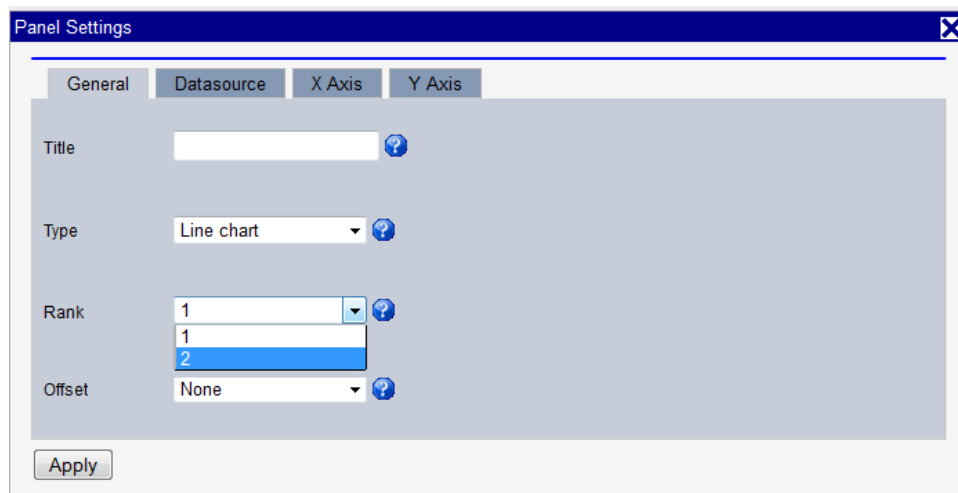 Panel Settings
General Datasource X Axis Y Axis
Title
Type Line chart
Rank 1
1
2
Offset None
Apply